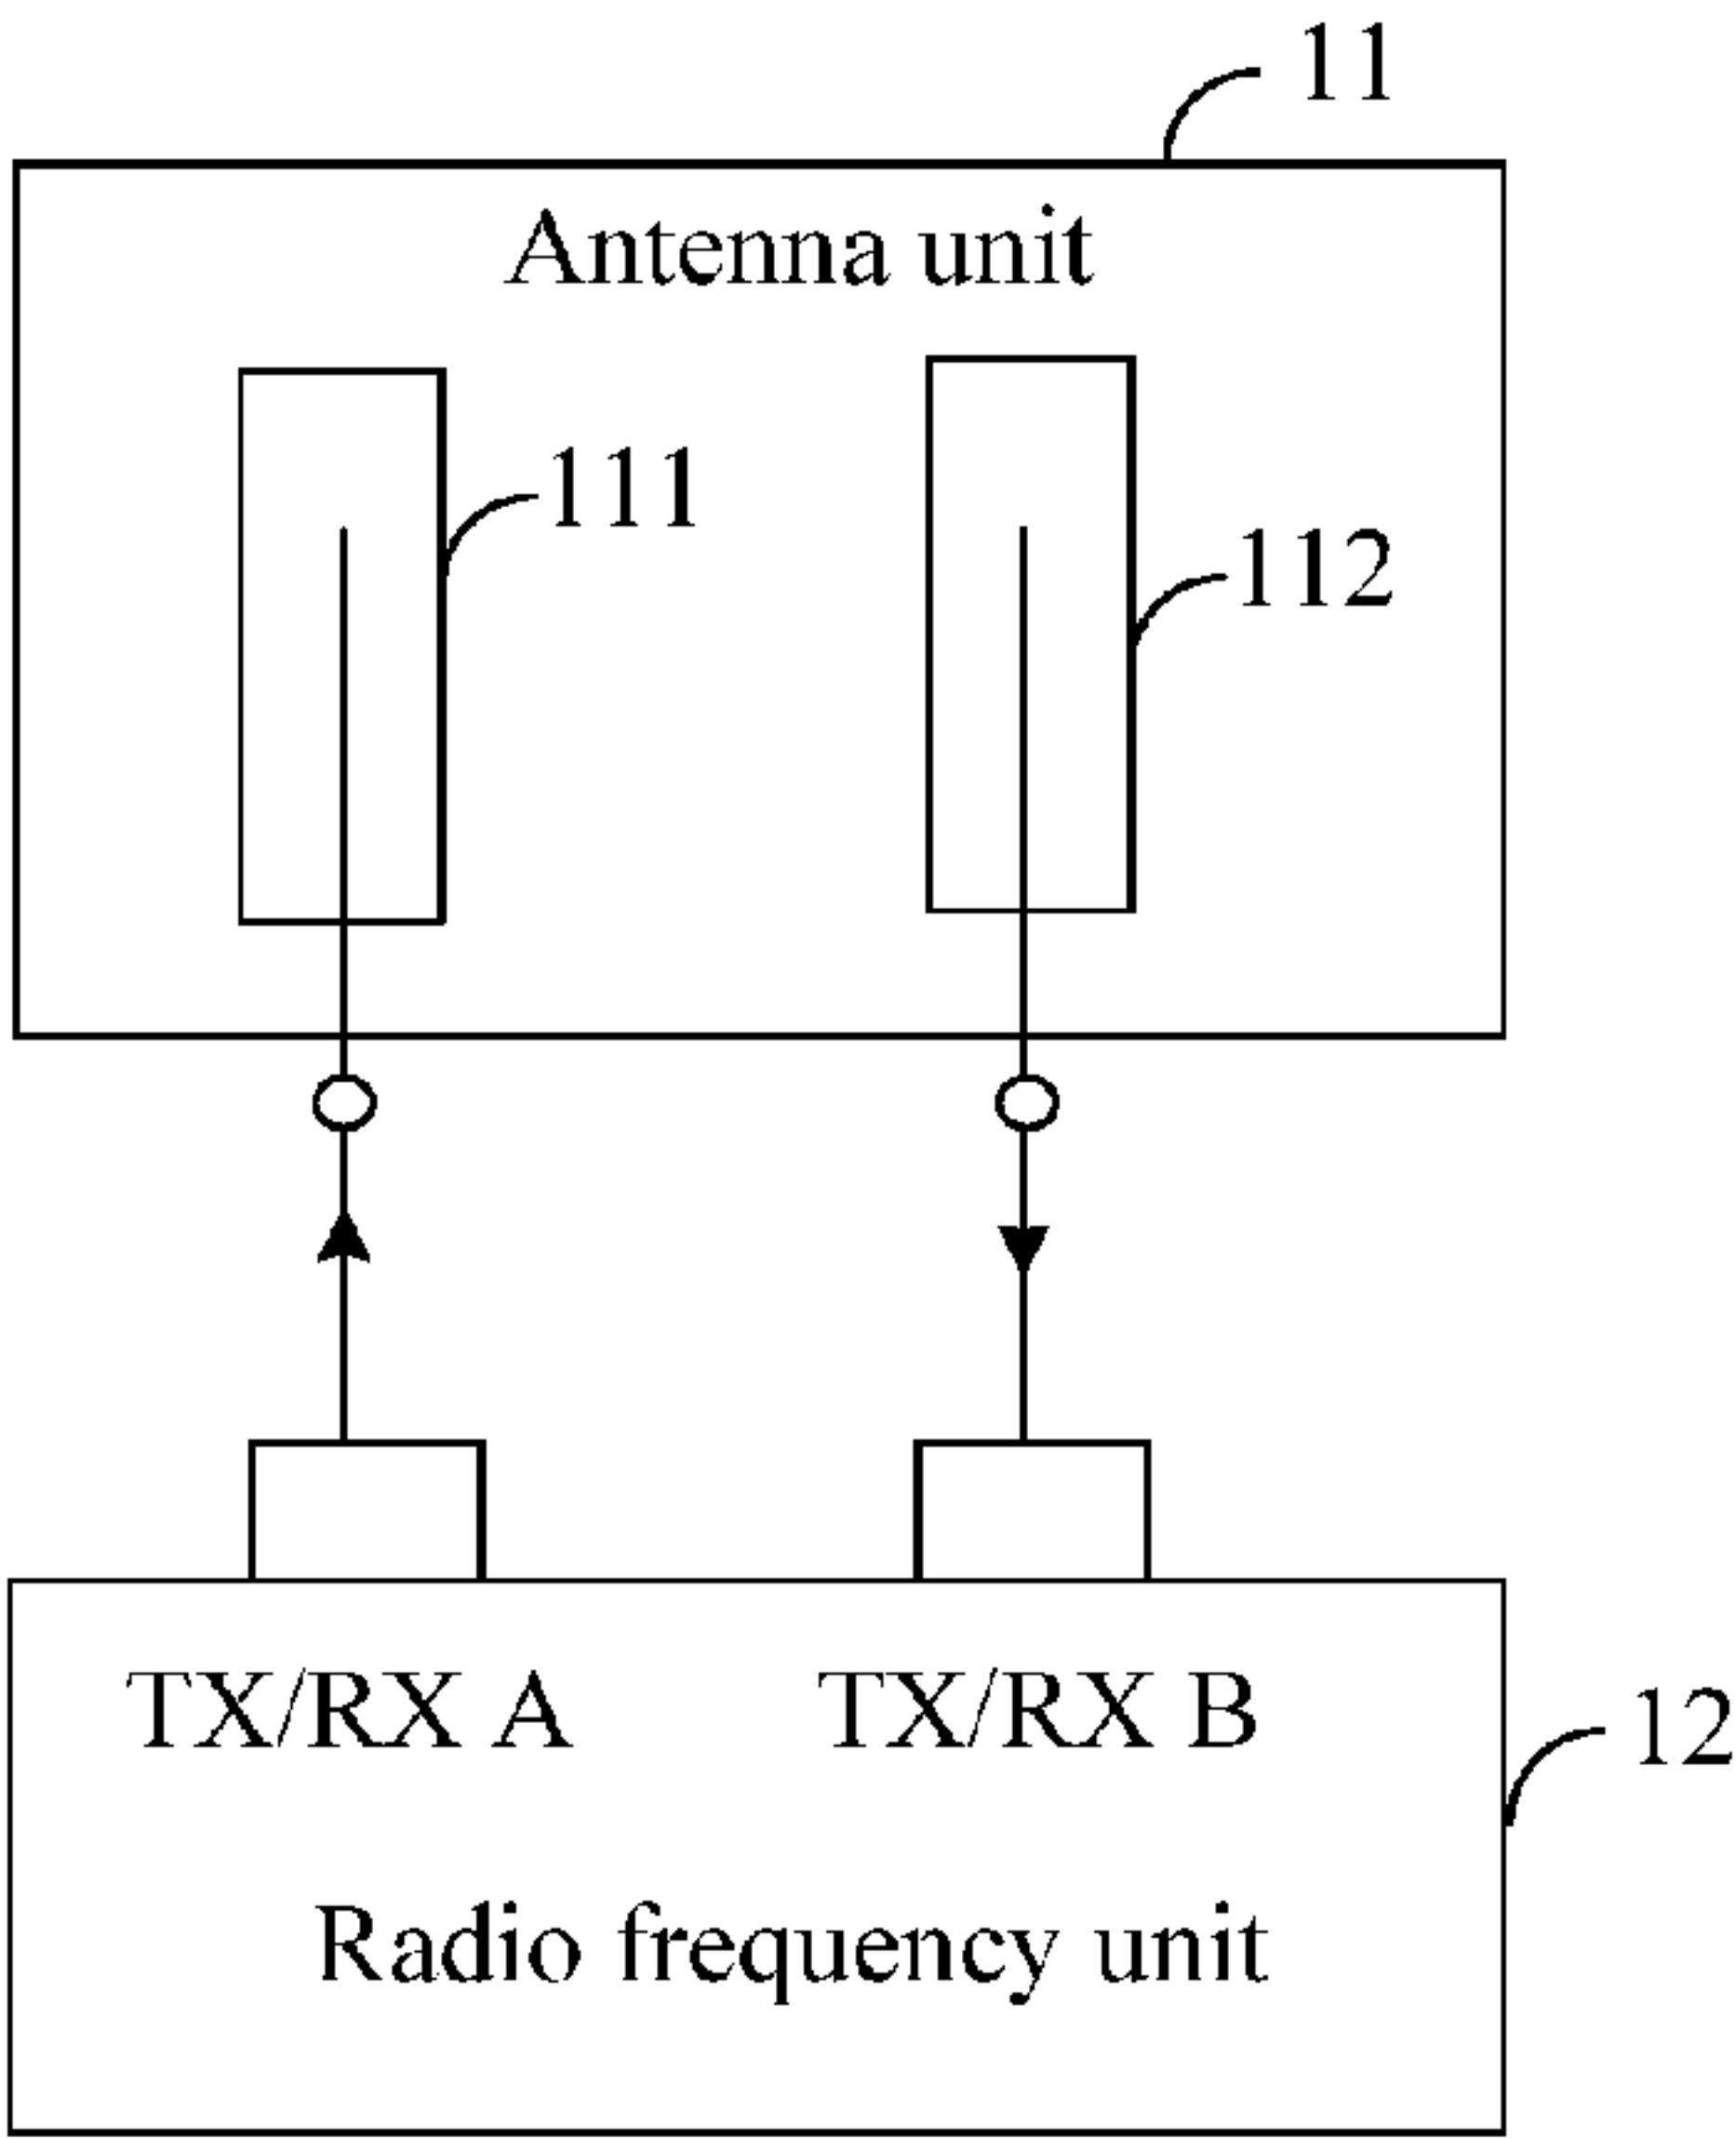 11
Antenna unit
111
112
TX/RX A
TX/RX B
12
Radio frequency unit